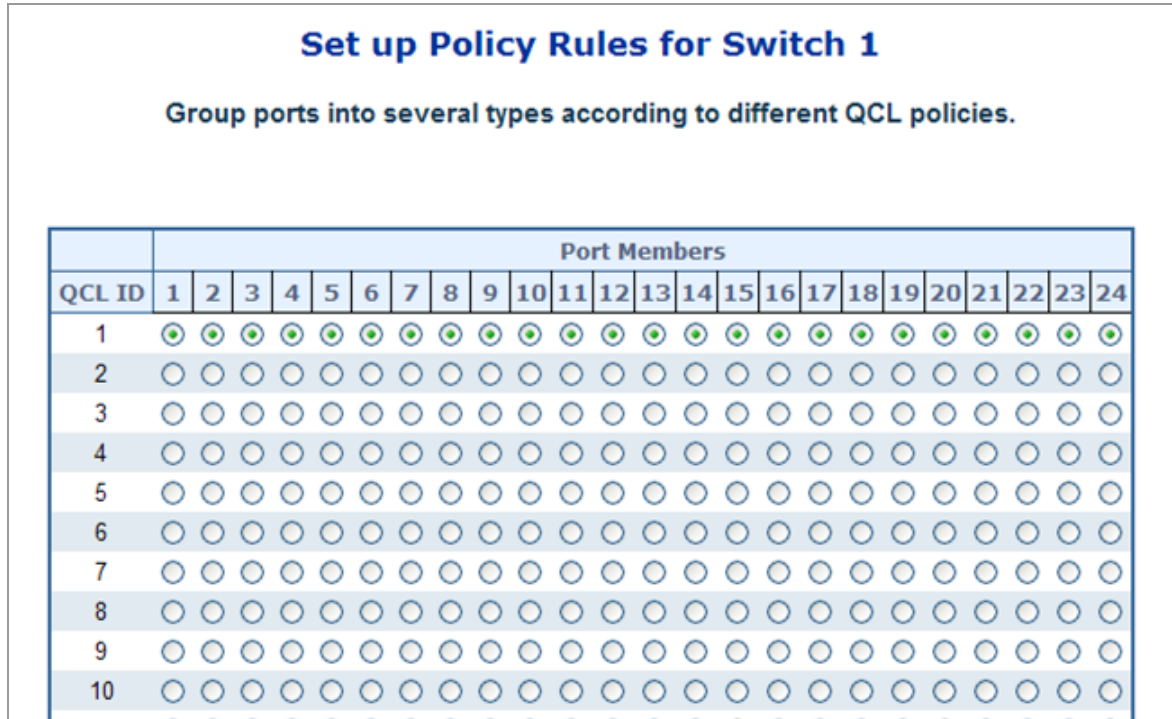 Set up Policy Rules for Switch 1
Group ports into several types according to different QCL policies.
Port Members
QCL ID 1 2 3 4 5 6 7 8 9 10 11 12 13 14 15 16 17 18 19 20 21 22 23 24
1
2
3
4
5
6
7
8
9
10